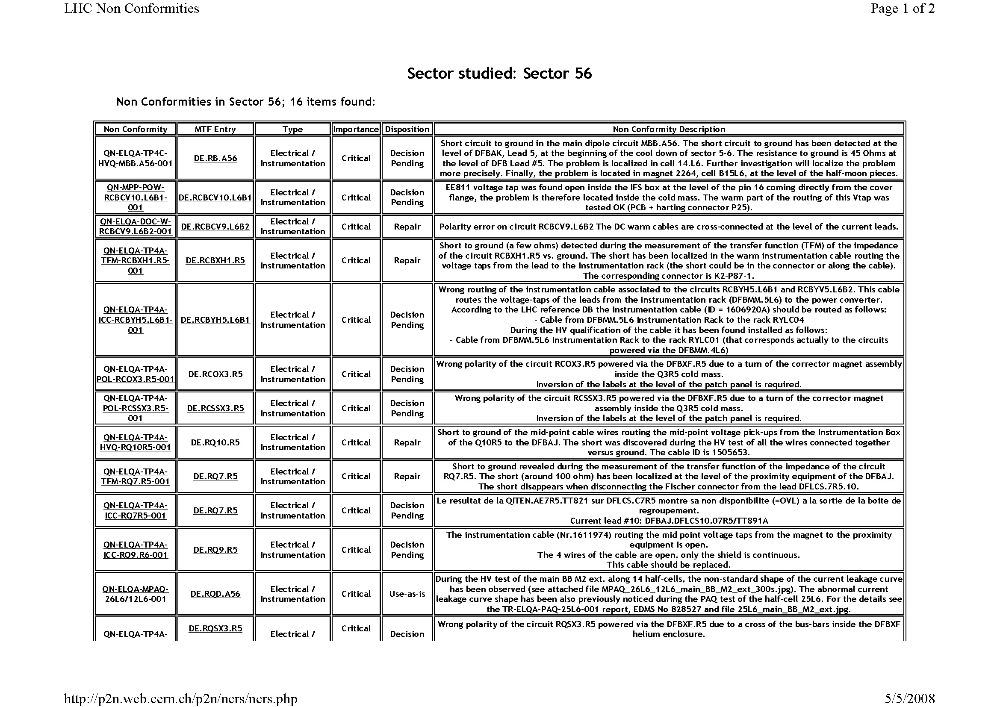 LHC Non Conformities
Page 1 of 2
Sector studied: Sector 56
Non Conformities in Sector 56; 16 items found:
Non Conformity MTF Entry Type Importance Disposition Non Conformity Description
QN-ELQA-TP4C-
HVQ-MBB.A56-001
DE.RB.A56
Electrical /
Instrumentation
Critical
Decision
Pending
Short circuit to ground in the main dipole circuit MBB.A56. The short circuit to ground has been detected at the
level of DFBAK, Lead 5, at the beginning of the cool down of sector 5-6. The resistance to ground is 45 Ohms at
the level of DFB Lead #5. The problem is localized in cell 14.L6. Further investigation will localize the problem
more precisely. Finally, the problem is located in magnet 2264, cell B15L6, at the level of the half-moon pieces.
QN-MPP-POW-
RCBCV10.L6B1-
001
DE.RCBCV10.L6B1
Electrical /
Instrumentation
Critical
Decision
Pending
EE811 voltage tap was found open inside the IFS box at the level of the pin 16 coming directly from the cover
flange, the problem is therefore located inside the cold mass. The warm part of the routing of this Vtap was
tested OK (PCB + harting connector P25).
QN-ELQA-DOC-W-
RCBCV9.L6B2-001
DE.RCBCV9.L6B2
Electrical /
Instrumentation
Critical
Repair
Polarity error on circuit RCBCV9.L6B2 The DC warm cables are cross-connected at the level of the current leads.
QN-ELQA-TP4A-
TFM-RCBXH1.R5-
001
DE.RCBXH1.R5
Electrical /
Instrumentation
Critical
Repair
Short to ground (a few ohms) detected during the measurement of the transfer function (TFM) of the impedance
of the circuit RCBXH1.R5 vs. ground. The short has been localized in the warm instrumentation cable routing the
voltage taps from the lead to the instrumentation rack (the short could be in the connector or along the cable).
The corresponding connector is K2-P87-1.
QN-ELQA-TP4A-
ICC-RCBYH5.L6B1-
001
DE.RCBYH5.L6B1
Electrical /
Instrumentation
Critical
Decision
Pending
Wrong routing of the instrumentation cable associated to the circuits RCBYH5.L6B1 and RCBYV5.L6B2. This cable
routes the voltage-taps of the leads from the instrumentation rack (DFBMM.5L6) to the power converter.
According to the LHC reference DB the instrumentation cable (ID = 1606920A) should be routed as follows:
- Cable from DFBMM.5L6 Instrumentation Rack to the rack RYLC04
During the HV qualification of the cable it has been found installed as follows:
- Cable from DFBMM.5L6 Instrumentation Rack to the rack RYLC01 (that corresponds actually to the circuits
powered via the DFBMM.4L6)
QN-ELQA-TP4A-
POL-RCOX3.R5-001
DE.RCOX3.R5
Electrical /
Instrumentation
Critical
Decision
Pending
Wrong polarity of the circuit RCOX3.R5 powered via the DFBXF.R5 due to a turn of the corrector magnet assembly
inside the Q3R5 cold mass.
Inversion of the labels at the level of the patch panel is required.
QN-ELQA-TP4A-
POL-RCSSX3.R5-
001
DE.RCSSX3.R5
Electrical /
Instrumentation
Critical
Decision
Pending
Wrong polarity of the circuit RCSSX3.R5 powered via the DFBXF.R5 due to a turn of the corrector magnet
assembly inside the Q3R5 cold mass.
Inversion of the labels at the level of the patch panel is required.
QN-ELQA-TP4A-
HVQ-RQ10R5-001
DE.RQ10.R5
Electrical /
Instrumentation
Critical
Repair
Short to ground of the mid-point cable wires routing the mid-point voltage pick-ups from the Instrumentation Box
of the Q10R5 to the DFBAJ. The short was discovered during the HV test of all the wires connected together
versus ground. The cable ID is 1505653.
QN-ELQA-TP4A-
TFM-RQ7.R5-001
DE.RQ7.R5
Electrical /
Instrumentation
Critical
Repair
Short to ground revealed during the measurement of the transfer function of the impedance of the circuit
RQ7.R5. The short (around 100 ohm) has been localized at the level of the proximity equipment of the DFBAJ.
The short disappears when disconnecting the Fischer connector from the lead DFLCS.7R5.10.
QN-ELQA-TP4A-
ICC-RQ7R5-001
DE.RQ7.R5
Electrical /
Instrumentation
Critical
Decision
Pending
Le resultat de la QITEN.AE7R5.TT821 sur DFLCS.C7R5 montre sa non disponibilite (=OVL) a la sortie de la boite de
regroupement.
Current lead #10: DFBAJ.DFLCS10.07R5/TT891A
QN-ELQA-TP4A-
ICC-RQ9.R6-001
DE.RQ9.R5
Electrical /
Instrumentation
Critical
Decision
Pending
The instrumentation cable (Nr.1611974) routing the mid point voltage taps from the magnet to the proximity
equipment is open.
The 4 wires of the cable are open, only the shield is continuous.
This cable should be replaced.
QN-ELQA-MPAQ-
26L6/12L6-001
DE.RQD.A56
Electrical /
Instrumentation
Critical
Use-as-is
During the HV test of the main BB M2 ext. along 14 half-cells, the non-standard shape of the current leakage curve
has been observed (see attached file MPAQ_26L6_12L6_main_BB_M2_ext_300s.jpg). The abnormal current
leakage curve shape has been also previously noticed during the PAQ test of the half-cell 25L6. For the details see
the TR-ELQA-PAQ-25L6-001 report, EDMS No 828527 and file 25L6_main_BB_M2_ext.jpg.
QN-ELQA-TP4A-
DE.RQSX3.R5
Electrical /
Critical
Decision
Wrong polarity of the circuit RQSX3.R5 powered via the DFBXF.R5 due to a cross of the bus-bars inside the DFBXF
helium enclosure.
http://p2n.web.cern.ch/p2n/ncrs/ncrs.php
5/5/2008